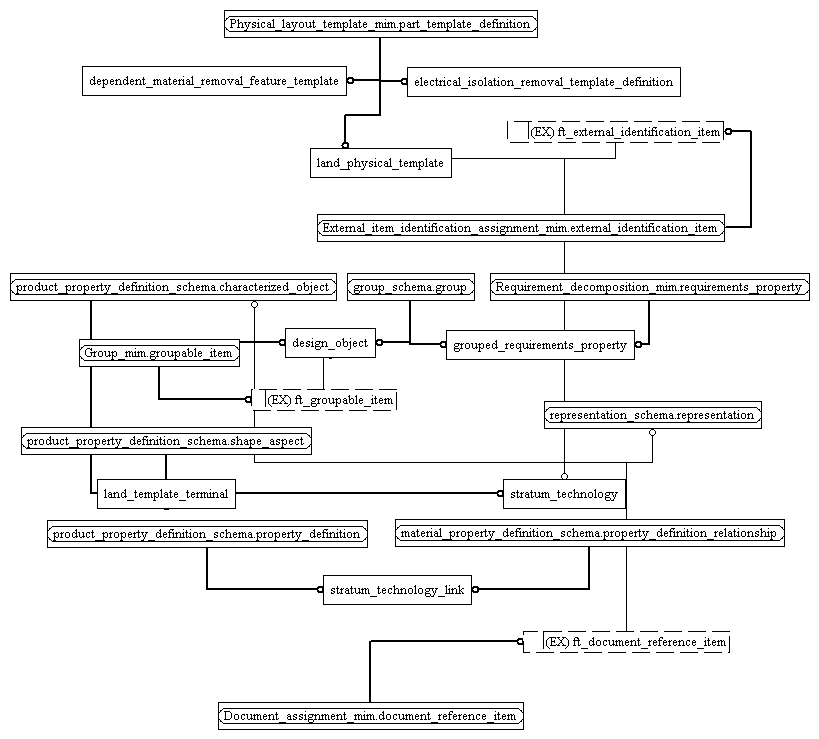 Physical_layout_template_mim.part_template_definition
dependent_material_removal_feature_template
electrical_isolation_removal_template_definition
(EX) ft_external_identification_item
land_physical_template
External_item_identification_assignment_mim.external_identification_item
product_property_definition_schema.characterized_object
group_schema.group
Requirement_decomposition_mim.requirements_property
design_object
grouped_requirements_property
Group_mim.groupable_item
(EX) ft_groupable_item
representation_schema.representation
product_property_definition_schema.shape_aspect
land_template_terminal
stratum_technology
product_property_definition_schema.property_definition
material_property_definition_schema.property_definition_relationship
stratum_technology_link
(EX) ft_document_reference_item
Document_assignment_mim.document_reference_item